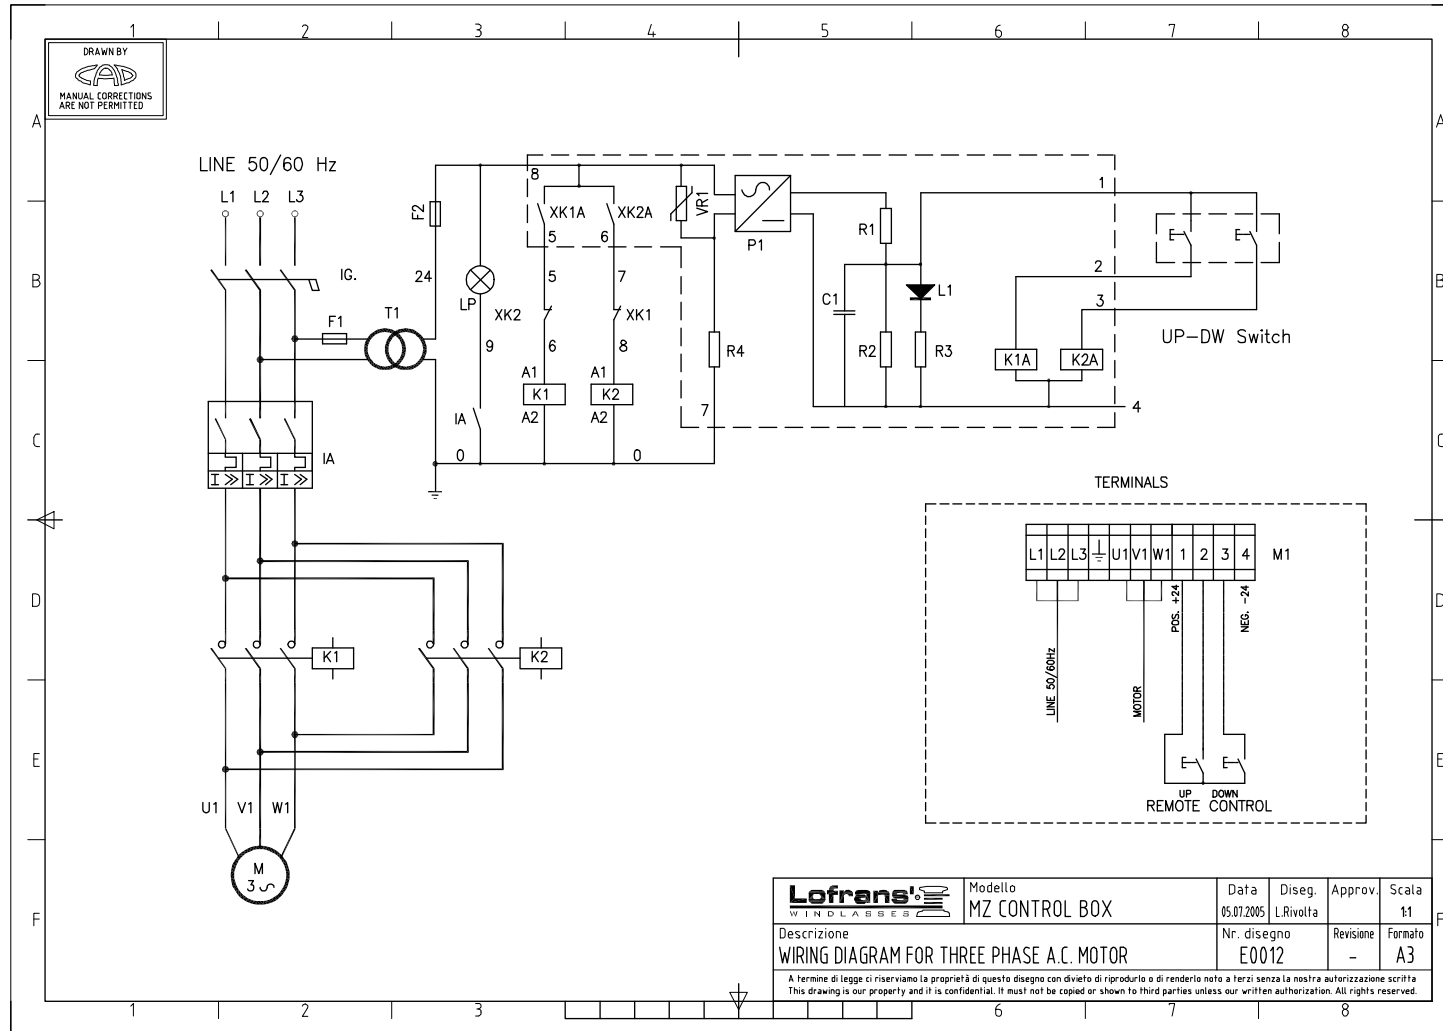 1 2 3 4 5 6 7 8
DRAWN BY
CAD
MANUAL CORRECTIONS
ARE NOT PERMITTED
A A
LINE 50/60 Hz
L1 L2 L3
8
1
F2
XK1A XK2A
VR1
5 6
P1
R1
B B
IG.
24
LP
5 7
2
C1
L1
3
F1
T1
XK2
XK1
UP-DW Switch
9 6 8
R4
R2 R3
K1A K2A
A1 A1
K1 K2
A2 A2
IA
7
4
C C
0 0
IA
I >> I >> I >>
TERMINALS
L1 L2 L3 U1 V1 W1 1 2 3 4 M1
D D
POS. +24
NEG. -24
K1 K2
LINE 50/60Hz
MOTOR
E E
UP DOWN
REMOTE CONTROL
U1 V1 W1
M
3
F F
Lofrans'
WINDLASSES
Modello
MZ CONTROL BOX
Data
05.07.2005
Diseg.
L.Rivolta
Approv.
Scala
1:1
Descrizione
WIRING DIAGRAM FOR THREE PHASE A.C. MOTOR
Nr. disegno
E0012
Revisione
-
Formato
A3
A termine di legge ci riserviamo la proprietà di questo disegno con divieto di riprodurlo o di renderlo noto a terzi senza la nostra autorizzazione scritta
This drawing is our property and it is confidential. It must not be copied or shown to third parties unless our written authorization. All rights reserved.
1 2 3 6 7 8